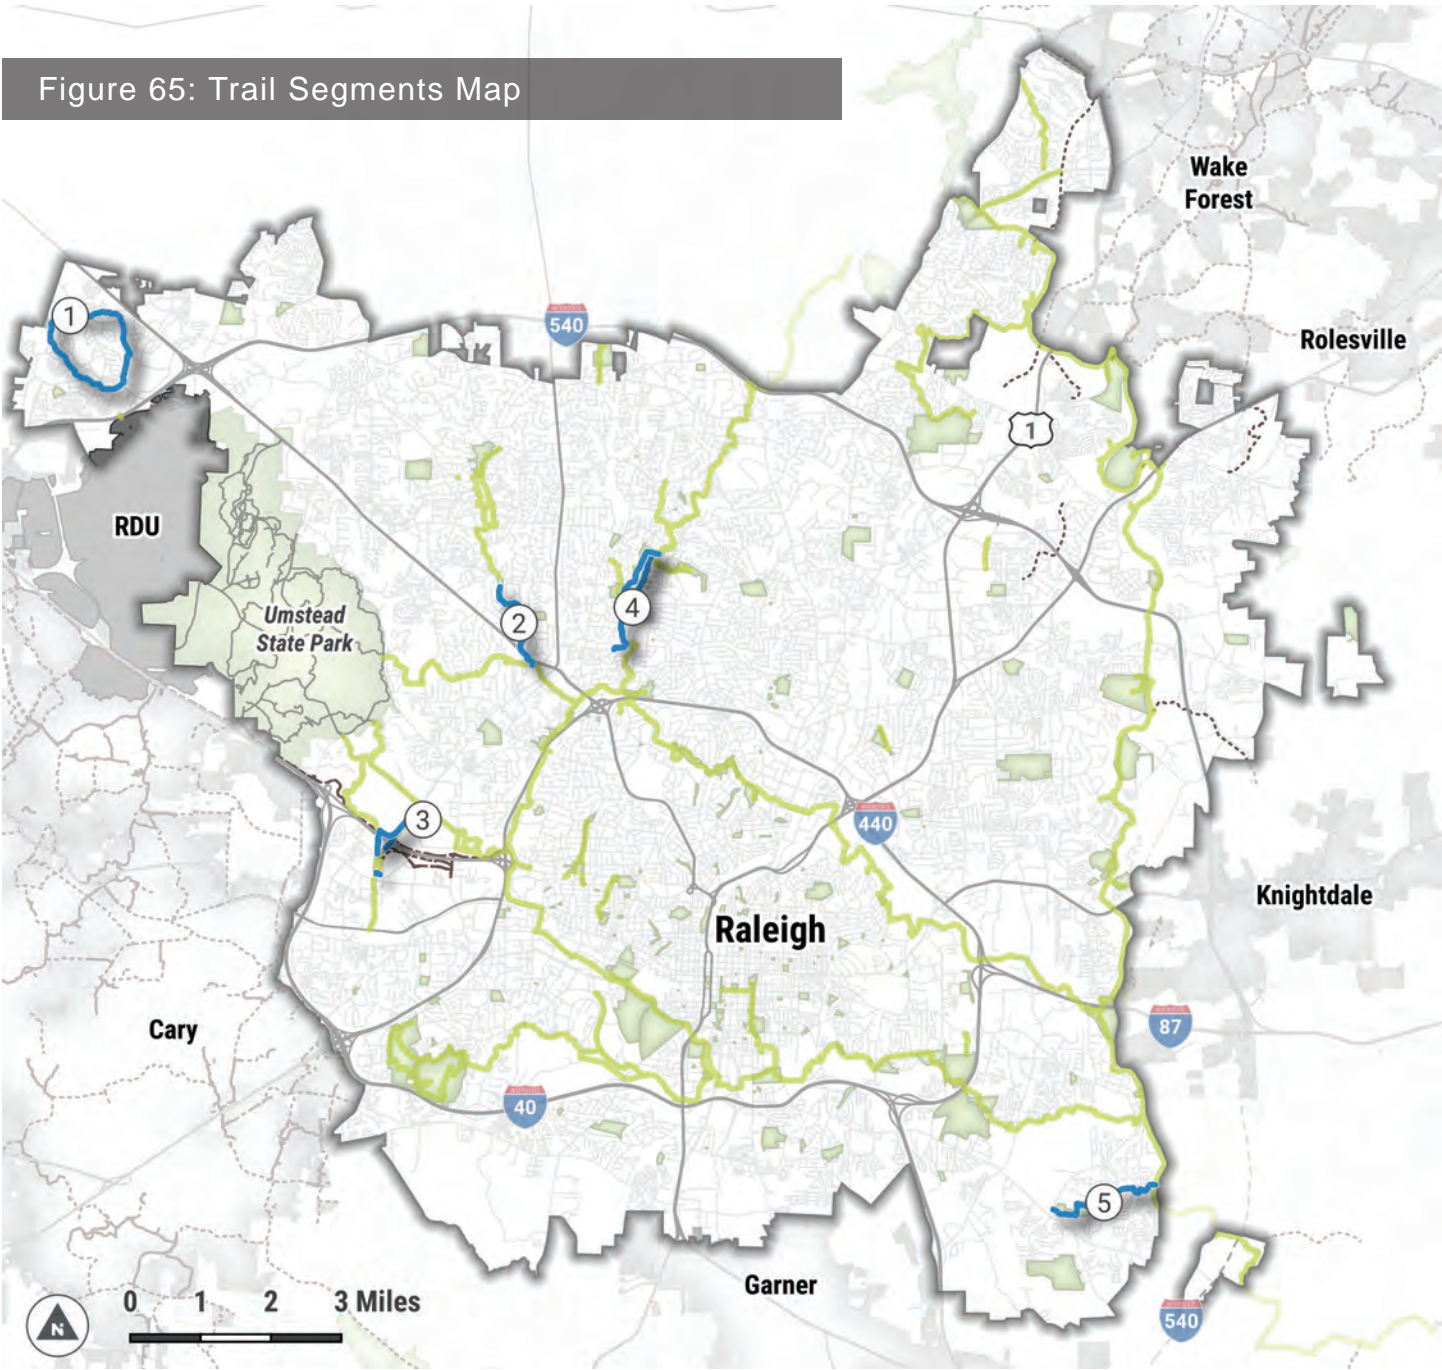 Figure 65: Trail Segments Map
Wake
Forest
1
540
Rolesville
1
RDU
Umstead
State Park
2
4
3
440
Raleigh
Knightdale
Cary
87
40
5
Garner
0 1 2 3 Miles
N
540